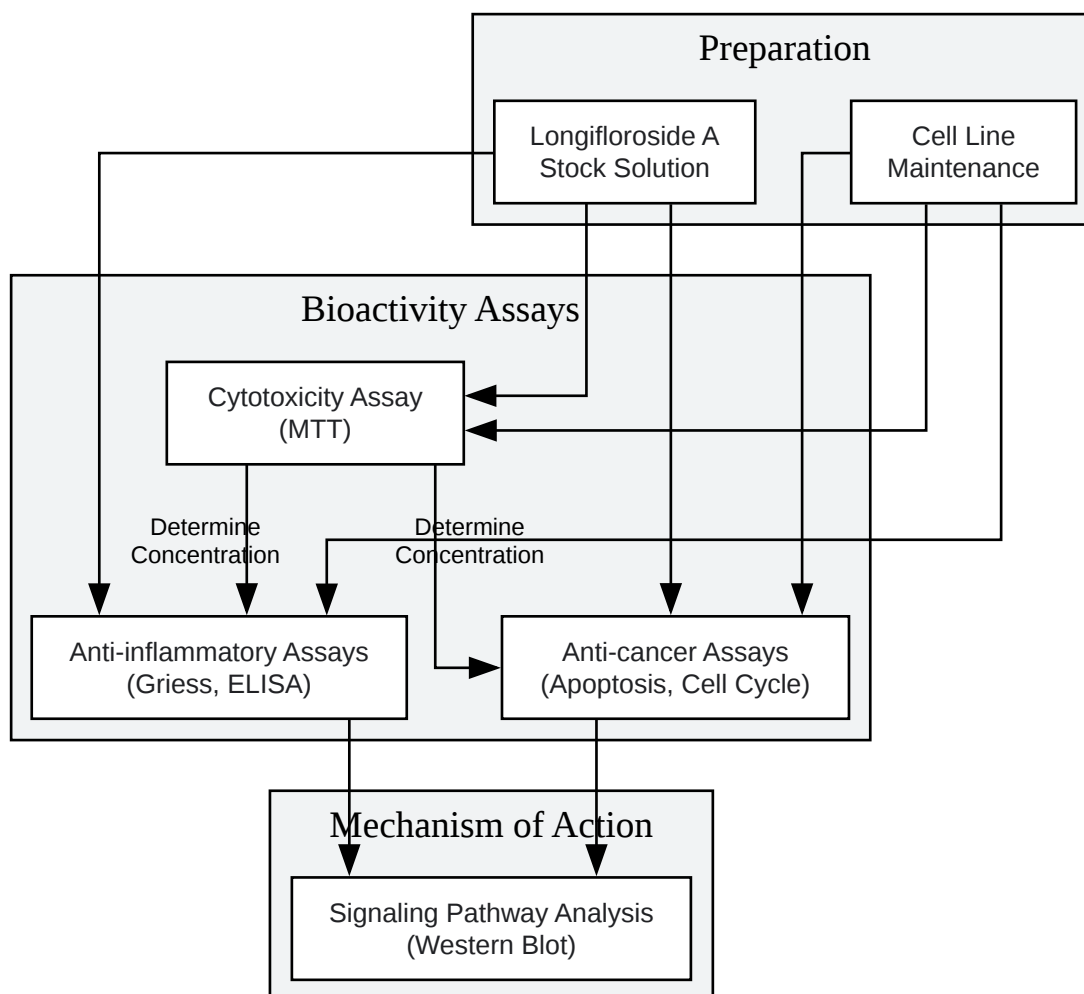 Preparation
Longifloroside A
Stock Solution
Cell Line
Maintenance
Bioactivity Assays
Cytotoxicity Assay
(MTT)
Determine
Concentration
Determine
Concentration
Anti-inflammatory Assays
(Griess, ELISA)
Anti-cancer Assays
(Apoptosis, Cell Cycle)
Mechanism of Action
Signaling Pathway Analysis
(Western Blot)